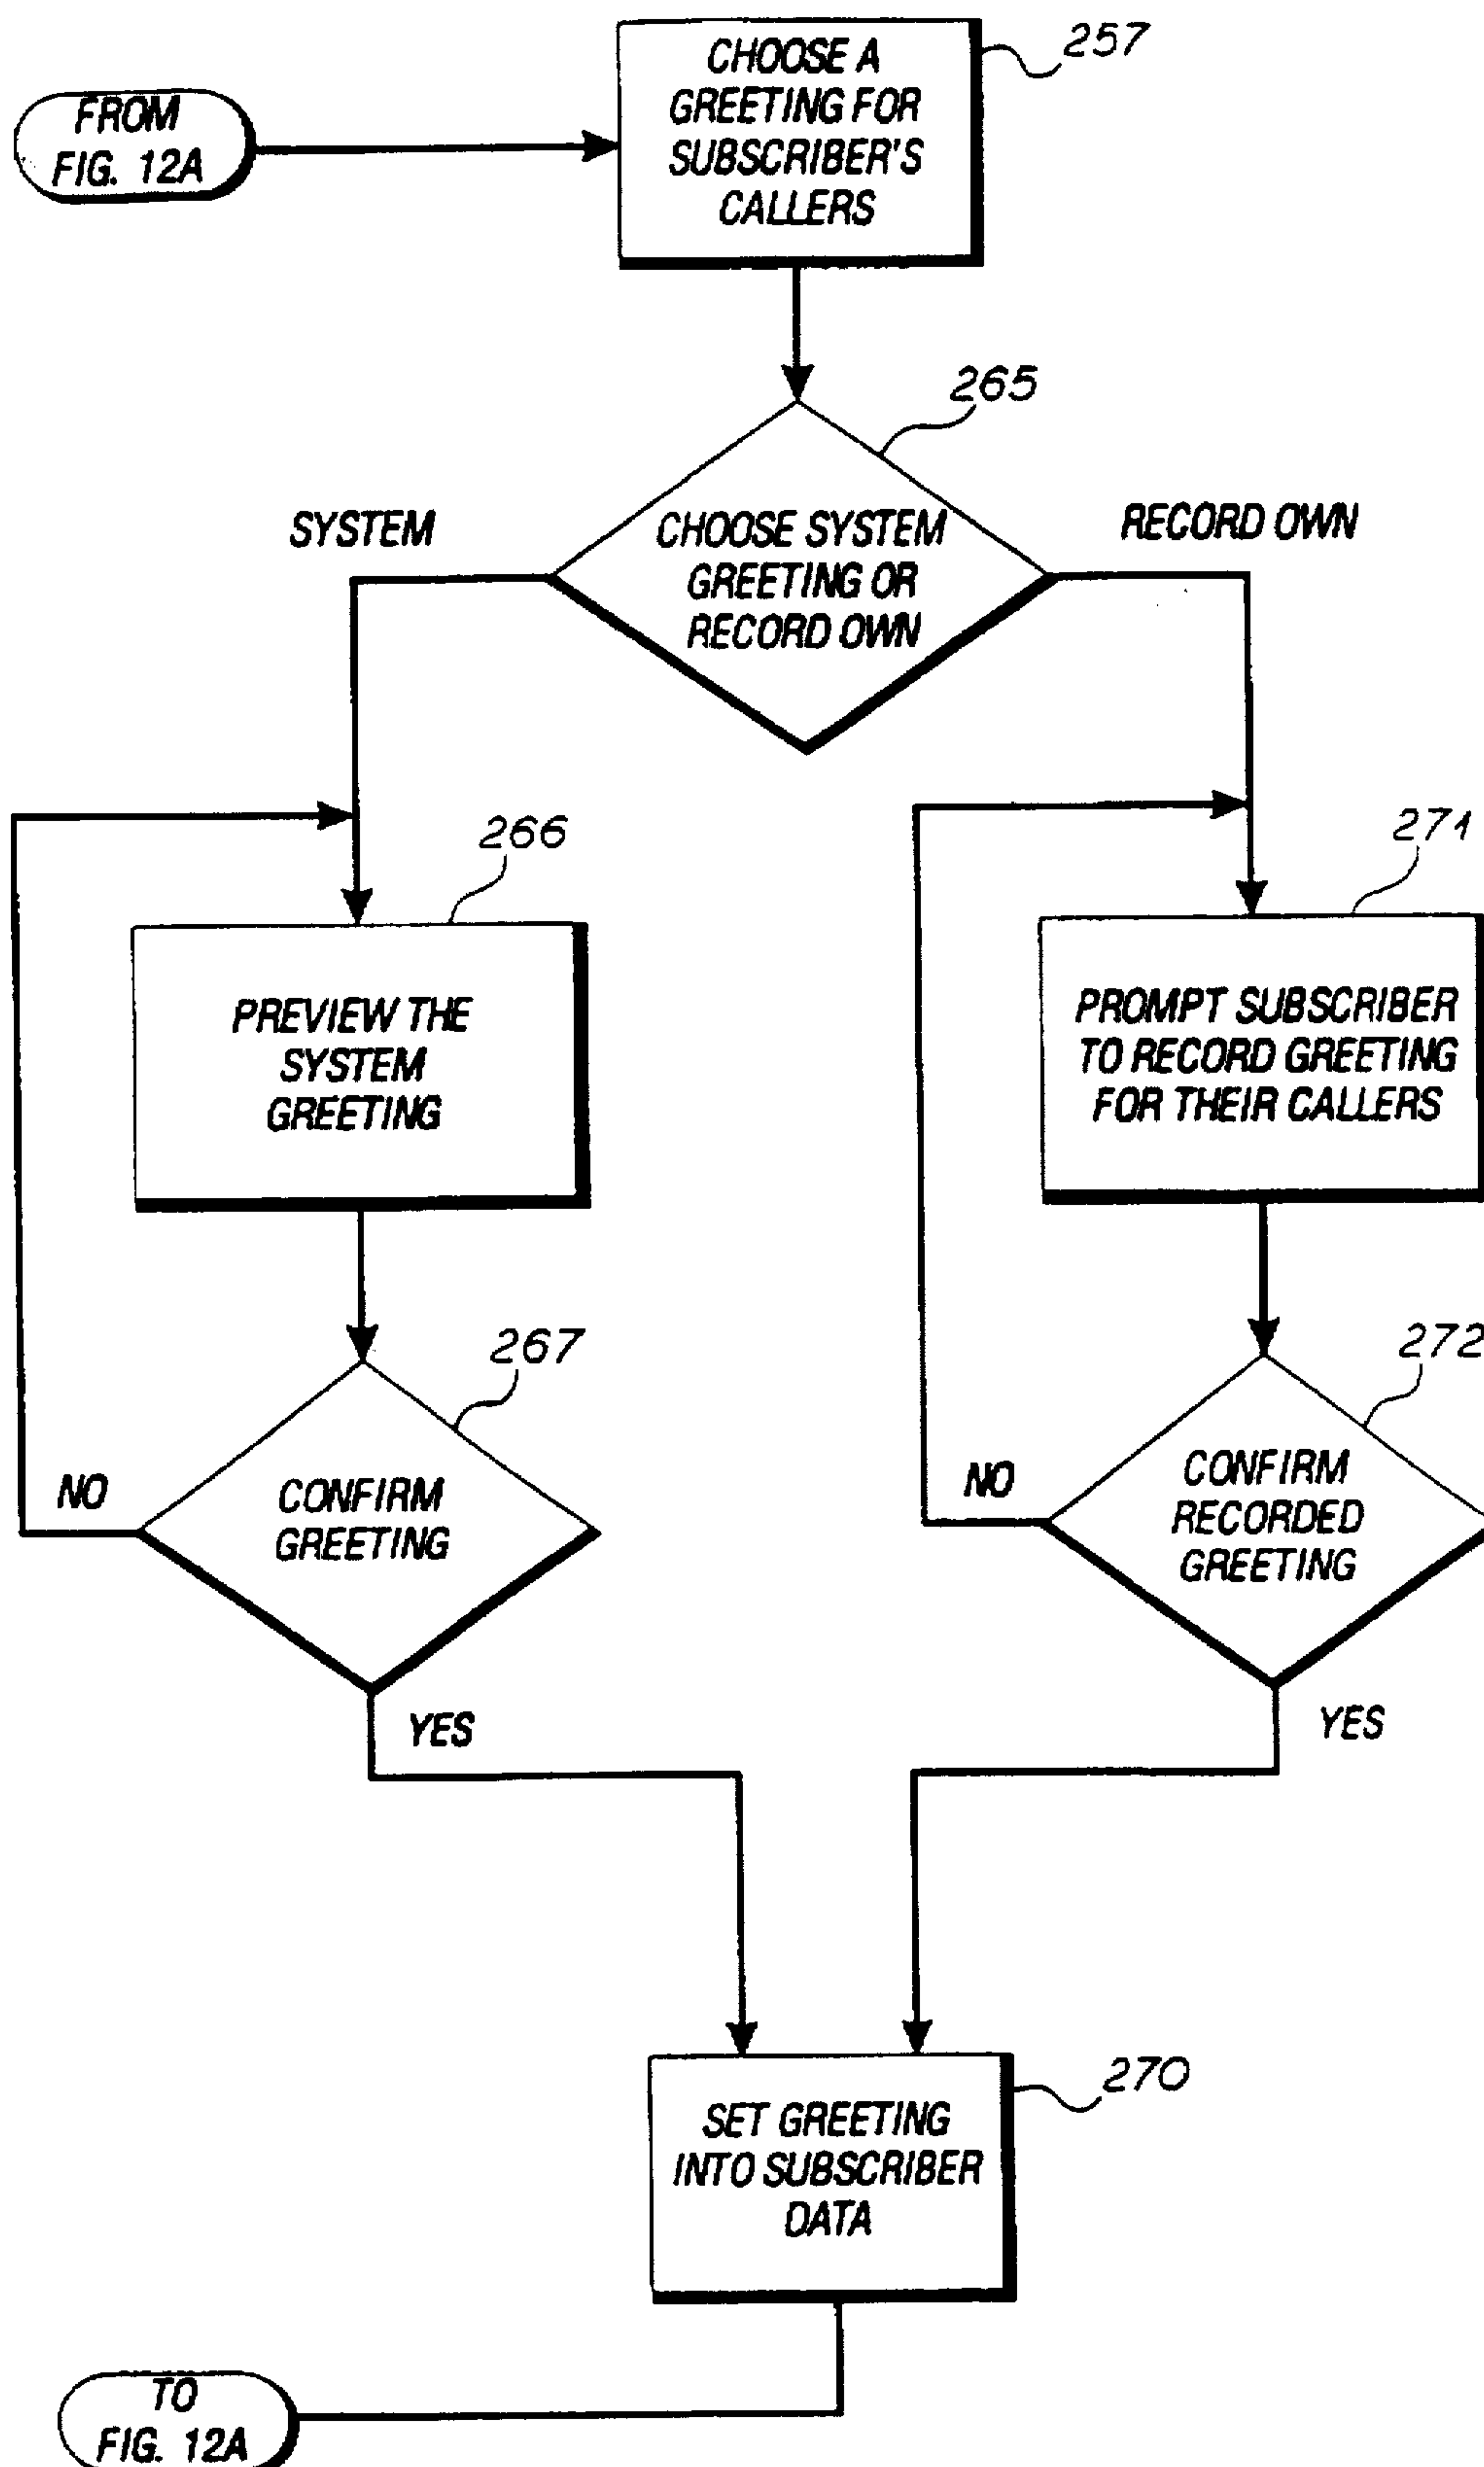 257
CHOOSE A
GREETING FOR
SUBSCRIBER'S
CALLERS
FROM
FIG. 12A
265
SYSTEM
RECORD OWN
CHOOSE SYSTEM
GREETING OR
RECORD OWN
266
271
PREVIEW THE
SYSTEM
GREETING
PROMPT SUBSCRIBER
TO RECORD GREETING
FOR THEIR CALLERS
267
272
NO
CONFIRM
GREETING
NO
CONFIRM
RECORDED
GREETING
YES
YES
270
SET GREETING
INTO SUBSCRIBER
DATA
TO
FIG. 12A